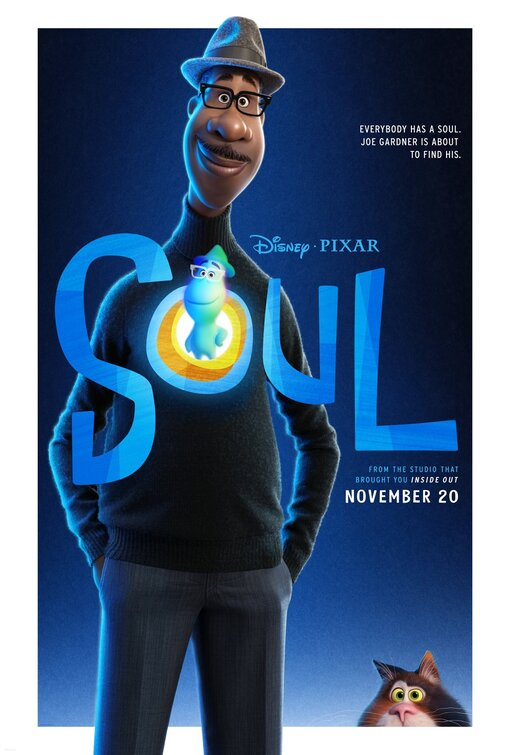 EVERYBODY HAS A SOUL.
JOE GARDNER IS ABOUT
TO FIND HIS.
Disney · PIXAR
SOUL
FROM THE STUDIO THAT
BROUGHT YOU INSIDE OUT
NOVEMBER 20